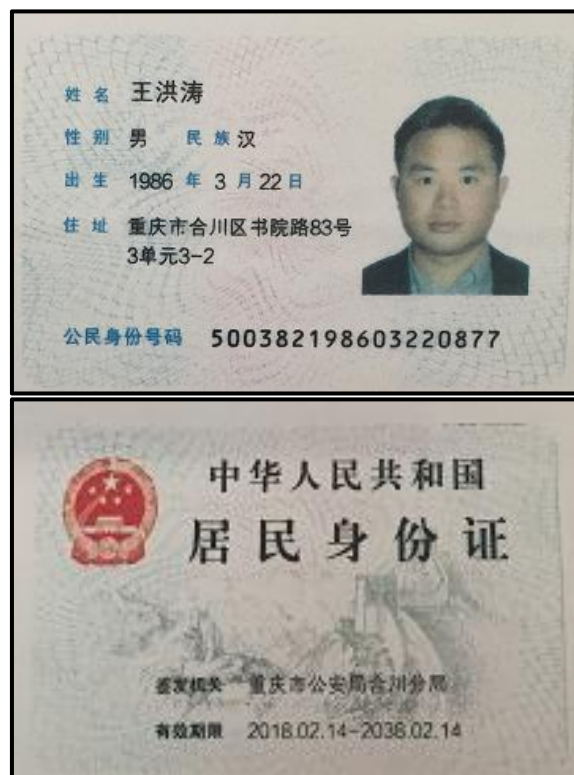 姓名 王洪涛
性别 男 民族 汉
出生 1986 年 3 月 22 日
住址 重庆市合川区书院路83号
3单元3-2
公民身份号码 500382198603220877
中华人民共和国
居民身份证
签发机关 重庆市公安局合川分局
有效期限 2018.02.14-2038.02.14